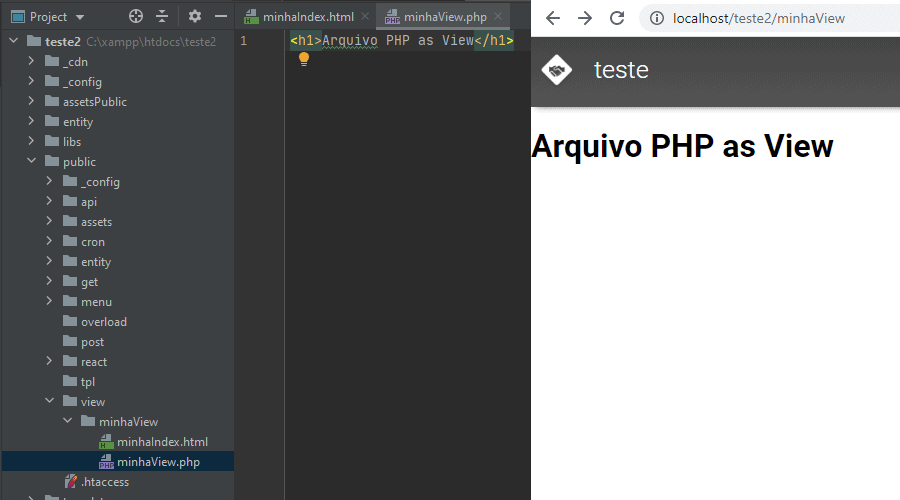 Project
teste2 C:\xampp\htdocs\teste2
_cdn
_config
assetsPublic
entity
libs
public
_config
api
assets
cron
entity
get
menu
overload
post
react
tpl
view
minhaView
minhaIndex.html
minhaView.php
.htaccess
minhaIndex.html minhaView.php
1 <h1>Arquivo PHP as View</h1>
localhost/teste2/minhaView
teste
Arquivo PHP as View